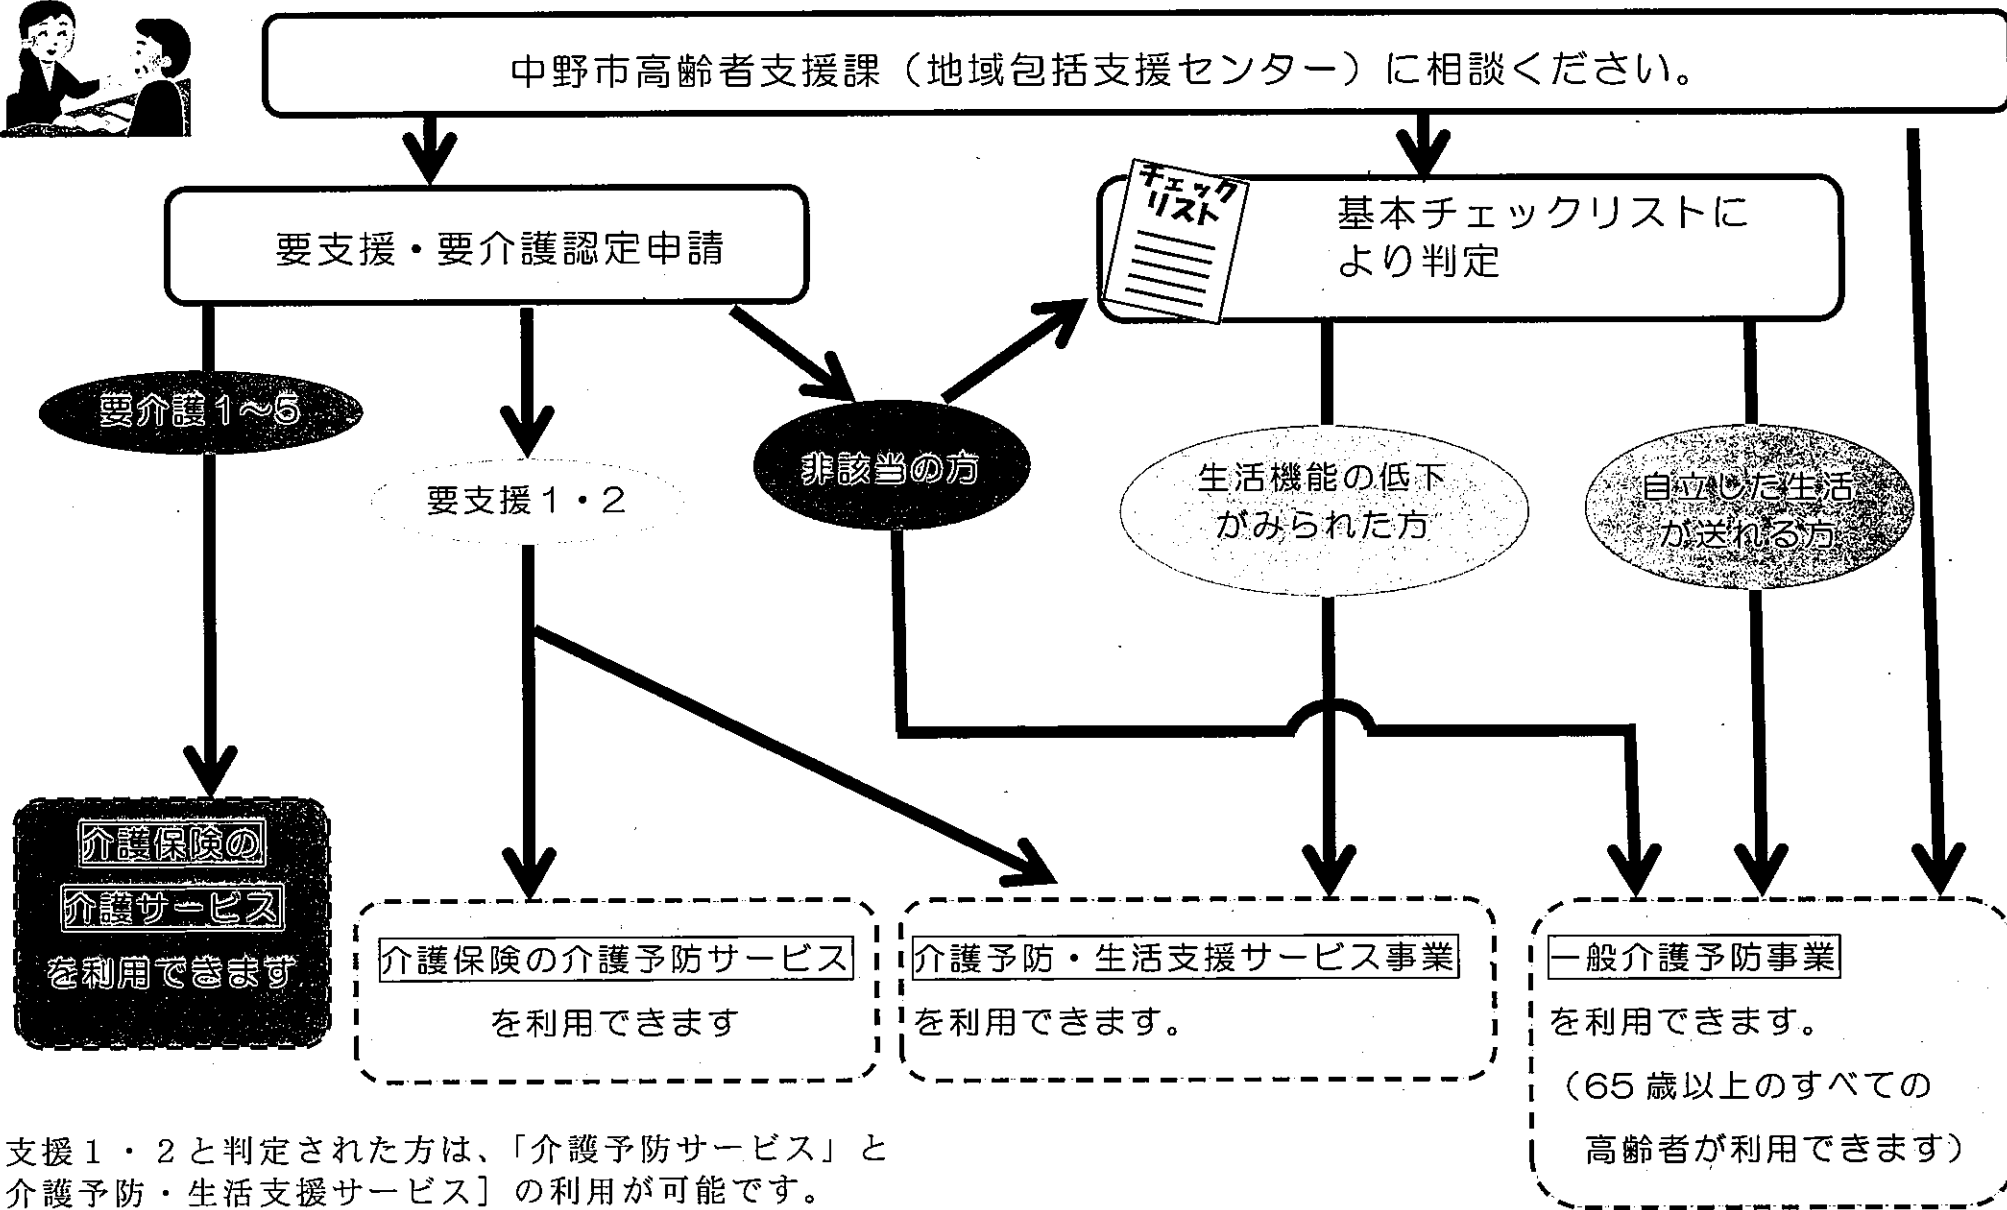 中野市高齢者支援課（地域包括支援センター）に相談ください。
要支援・要介護認定申請
チェック
リスト
基本チェックリストに
より判定
要介護１～５
要支援１・２
非該当の方
生活機能の低下
がみられた方
自立した生活
が送れる方
介護保険の
介護サービス
を利用できます
介護保険の介護予防サービス
を利用できます
介護予防・生活支援サービス事業
を利用できます。
一般介護予防事業
を利用できます。
（65 歳以上のすべての
高齢者が利用できます）
支援１・２と判定された方は、「介護予防サービス」と
介護予防・生活支援サービス］の利用が可能です。